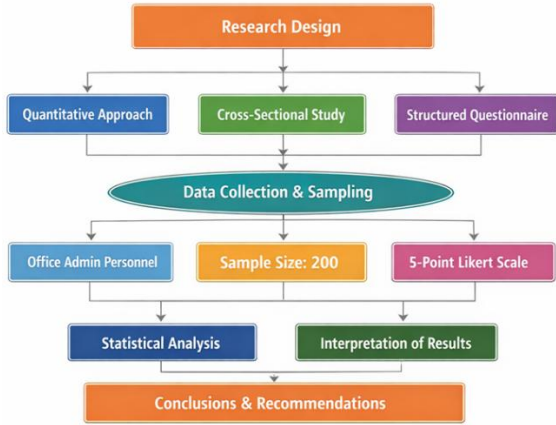 Research Design
Quantitative Approach
Cross-Sectional Study
Structured Questionnaire
Data Collection & Sampling
Office Admin Personnel
Sample Size: 200
5-Point Likert Scale
Statistical Analysis
Interpretation of Results
Conclusions & Recommendations